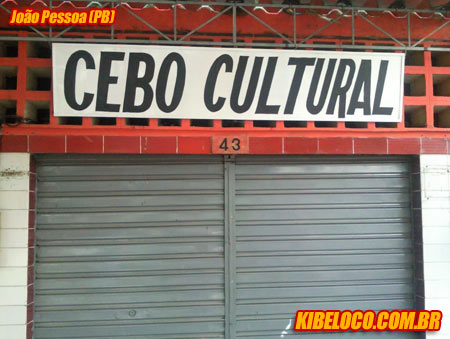 João Pessoa (PB)
CEBO CULTURAL
43
KIBELOCO.COM.BR